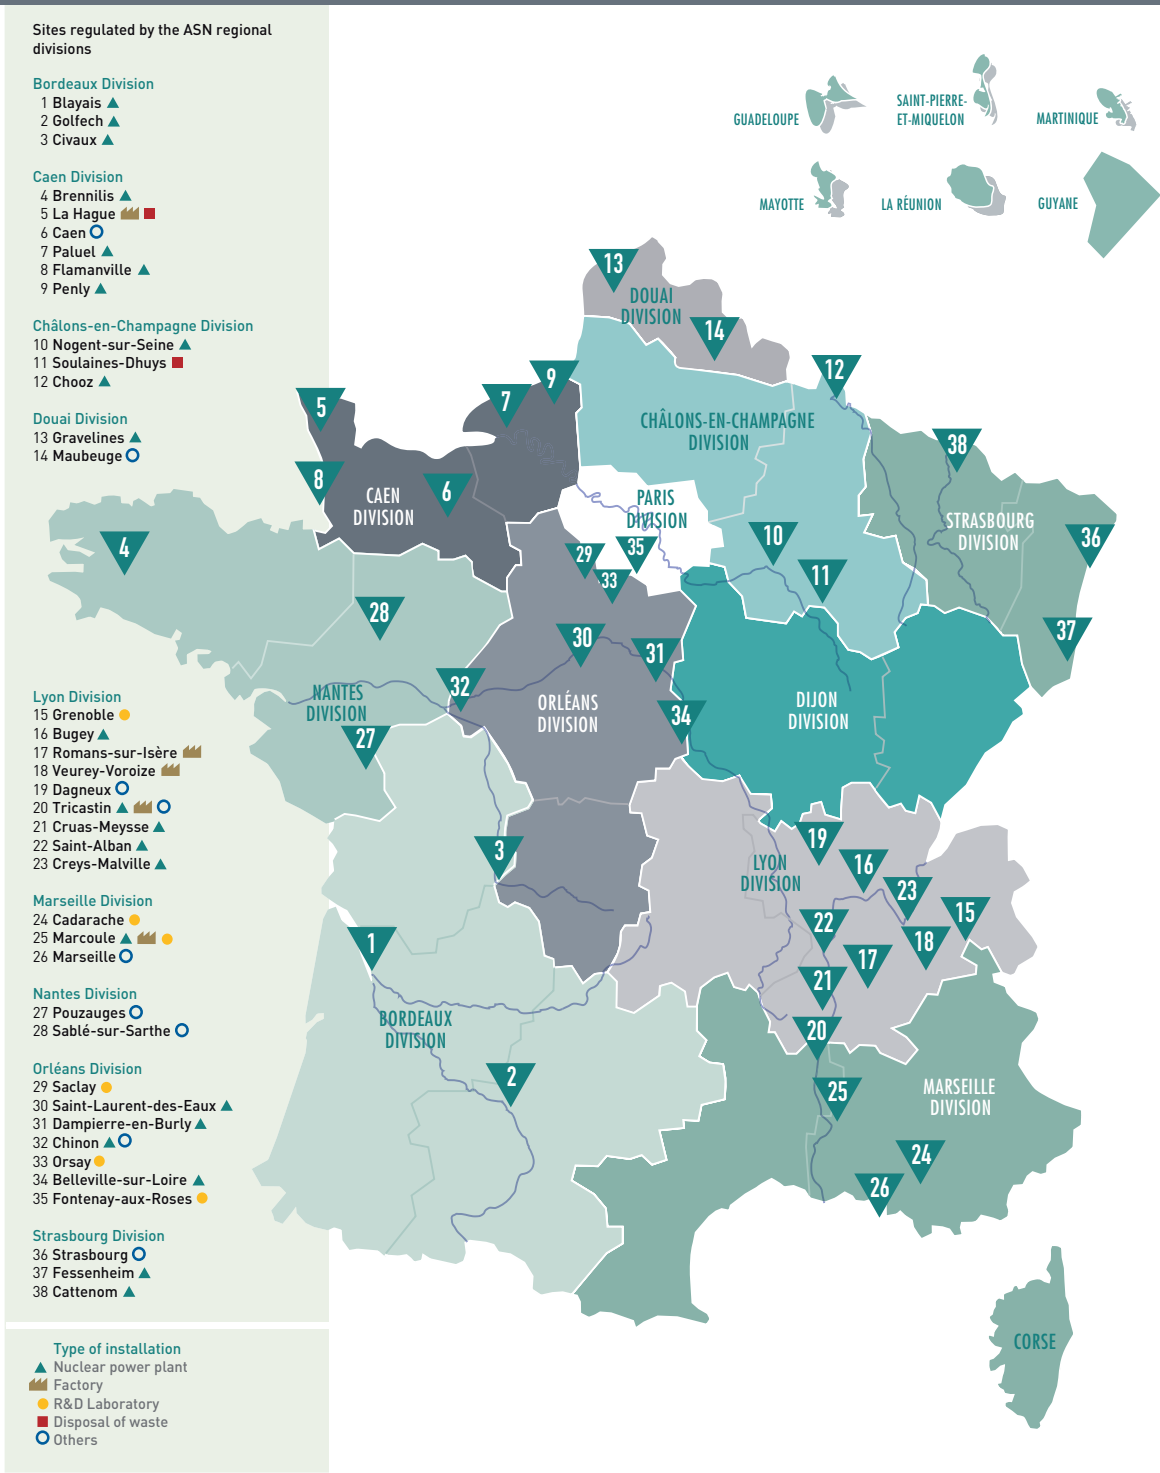 Sites regulated by the ASN regional
divisions
Bordeaux Division
1 Blayais
2 Golfech
3 Civaux
Caen Division
4 Brennilis
5 La Hague
6 Caen
7 Paluel
8 Flamanville
9 Penly
Châlons-en-Champagne Division
10 Nogent-sur-Seine
11 Soulaines-Dhuys
12 Chooz
Douai Division
13 Gravelines
14 Maubeuge
Lyon Division
15 Grenoble
16 Bugey
17 Romans-sur-Isère
18 Veurey-Voroize
19 Dagneux
20 Tricastin
21 Cruas-Meysse
22 Saint-Alban
23 Creys-Malville
Marseille Division
24 Cadarache
25 Marcoule
26 Marseille
Nantes Division
27 Pouzauges
28 Sablé-sur-Sarthe
Orléans Division
29 Saclay
30 Saint-Laurent-des-Eaux
31 Dampierre-en-Burly
32 Chinon
33 Orsay
34 Belleville-sur-Loire
35 Fontenay-aux-Roses
Strasbourg Division
36 Strasbourg
37 Fessenheim
38 Cattenom
Type of installation
Nuclear power plant
Factory
R&D Laboratory
Disposal of waste
Others
GUADELOUPE
SAINT-PIERRE-
ET-MIQUELON
MARTINIQUE
MAYOTTE
LA RÉUNION
GUYANE
13
DOUAI
DIVISION
14
12
9
7
5
CHÂLONS-EN-CHAMPAGNE
DIVISION
38
8
6
CAEN
DIVISION
PARIS
DIVISION
STRASBOURG
DIVISION
4
29
35
33
10
11
36
28
30
31
37
32
NANTES
DIVISION
ORLÉANS
DIVISION
34
DIJON
DIVISION
27
3
19
LYON
DIVISION
16
23
15
1
22
18
17
21
BORDEAUX
DIVISION
20
2
25
MARSEILLE
DIVISION
24
26
CORSE